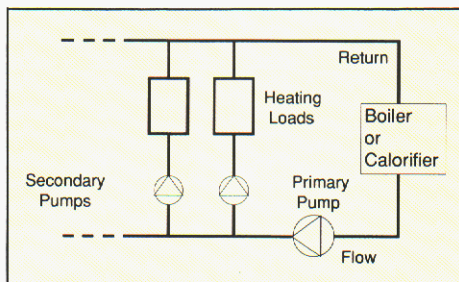 Return
Heating
Loads
Boiler
or
Calorifier
Secondary
Pumps
Primary
Pump
Flow